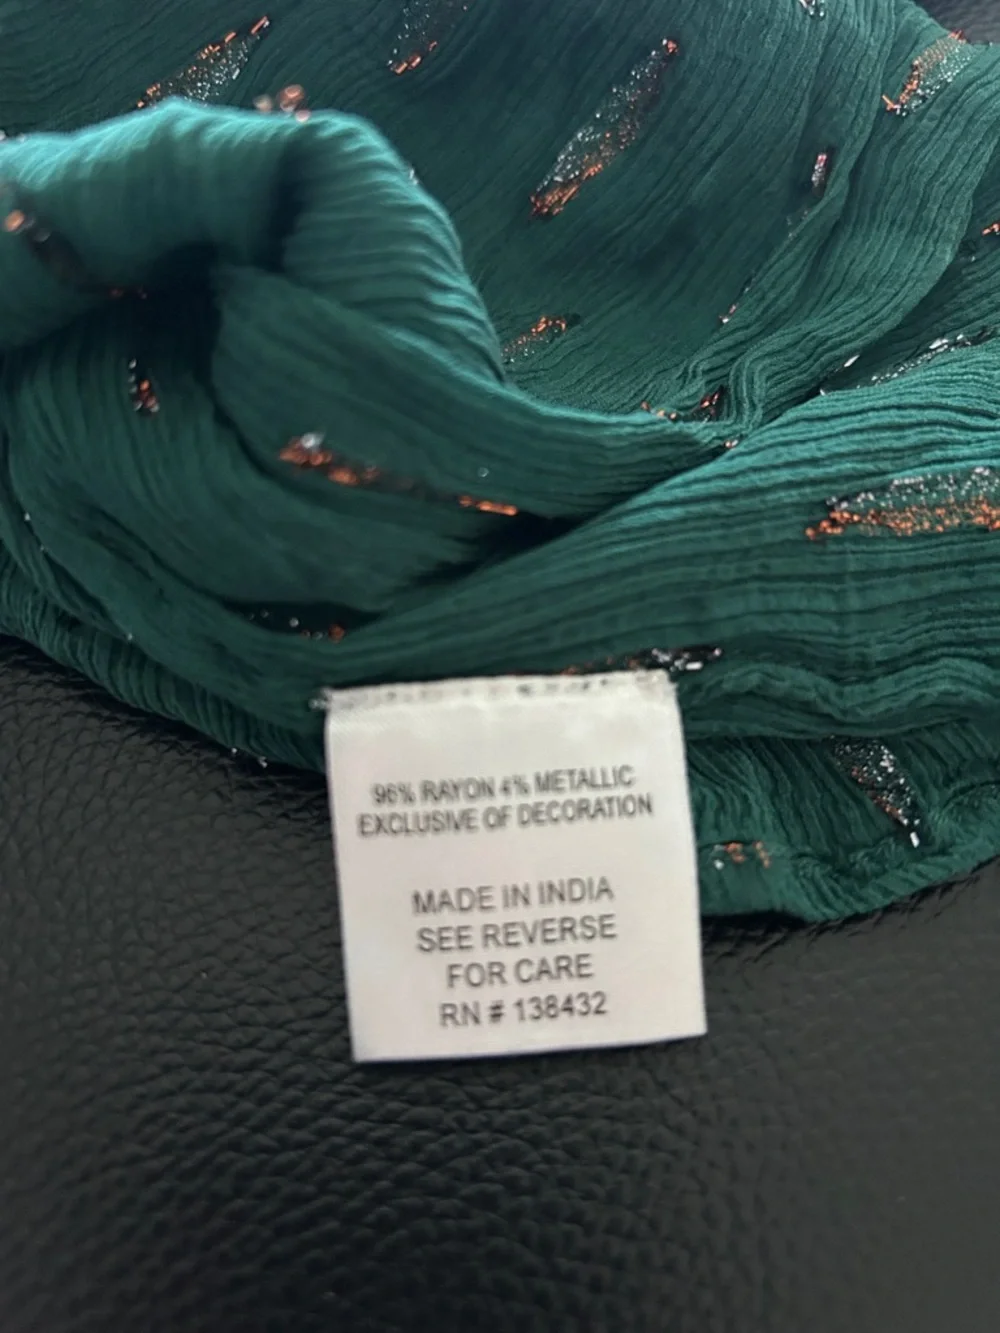 96% RAYON 4% METALLIC
EXCLUSIVE OF DECORATION
MADE IN INDIA
SEE REVERSE
FOR CARE
RN # 138432